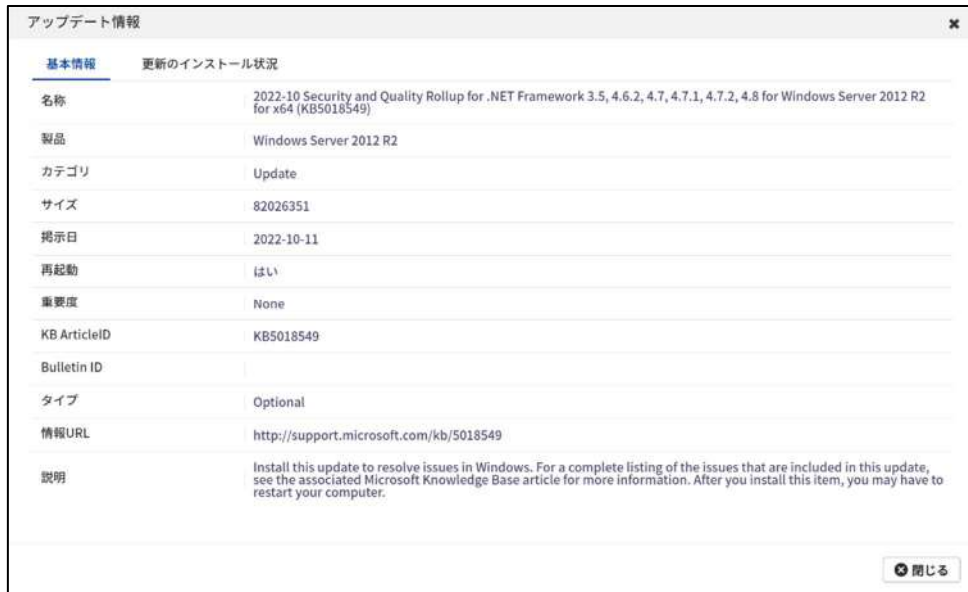 アップデート情報
基本情報 更新のインストール状況
名称 2022-10 Security and Quality Rollup for .NET Framework 3.5, 4.6.2, 4.7, 4.7.1, 4.7.2, 4.8 for Windows Server 2012 R2
for x64 (KB5018549)
製品 Windows Server 2012 R2
カテゴリ Update
サイズ 82026351
掲示日 2022-10-11
再起動 はい
重要度 None
KB ArticleID KB5018549
Bulletin ID
タイプ Optional
情報URL http://support.microsoft.com/kb/5018549
説明 Install this update to resolve issues in Windows. For a complete listing of the issues that are included in this update,
see the associated Microsoft Knowledge Base article for more information. After you install this item, you may have to
restart your computer.
閉じる